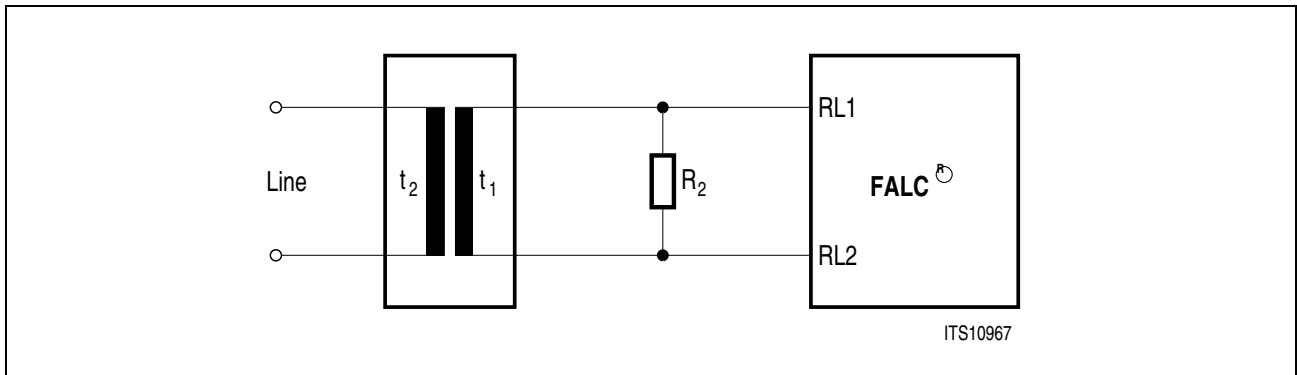 RL1
Line
t2
t1
R2
FALC®
RL2
ITS10967